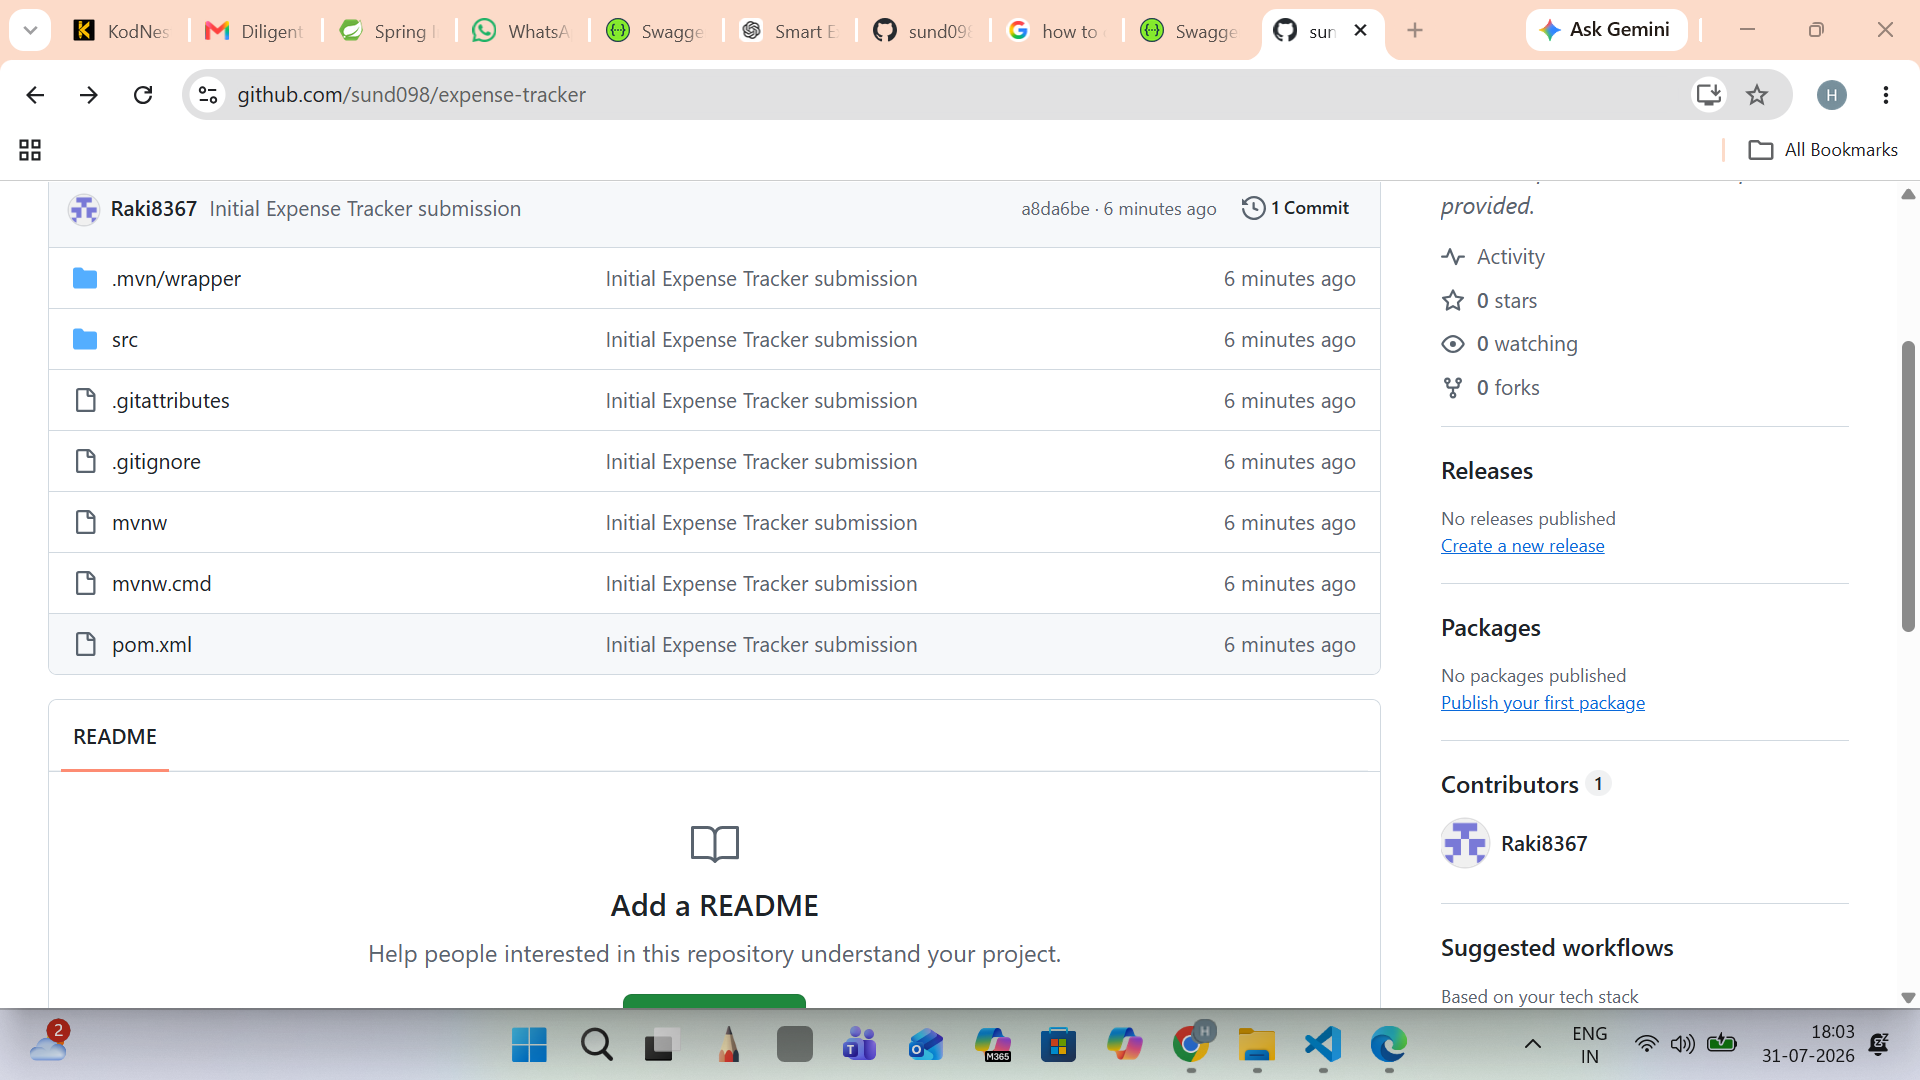 KodNes
Diligent
Spring I
WhatsA
Swagge
Smart E
sund098
how to
Swagge
sun
Ask Gemini
github.com/sund098/expense-tracker
H
All Bookmarks
Raki8367 Initial Expense Tracker submission a8da6be · 6 minutes ago 1 Commit
provided.
.mvn/wrapper Initial Expense Tracker submission 6 minutes ago
Activity
src Initial Expense Tracker submission 6 minutes ago
0 stars
0 watching
.gitattributes Initial Expense Tracker submission 6 minutes ago
0 forks
.gitignore Initial Expense Tracker submission 6 minutes ago
Releases
mvnw Initial Expense Tracker submission 6 minutes ago
No releases published
Create a new release
mvnw.cmd Initial Expense Tracker submission 6 minutes ago
pom.xml Initial Expense Tracker submission 6 minutes ago
Packages
No packages published
Publish your first package
README
Contributors 1
Raki8367
Add a README
Help people interested in this repository understand your project.
Suggested workflows
Based on your tech stack
2
M365
H
ENG
IN
18:03
31-07-2026